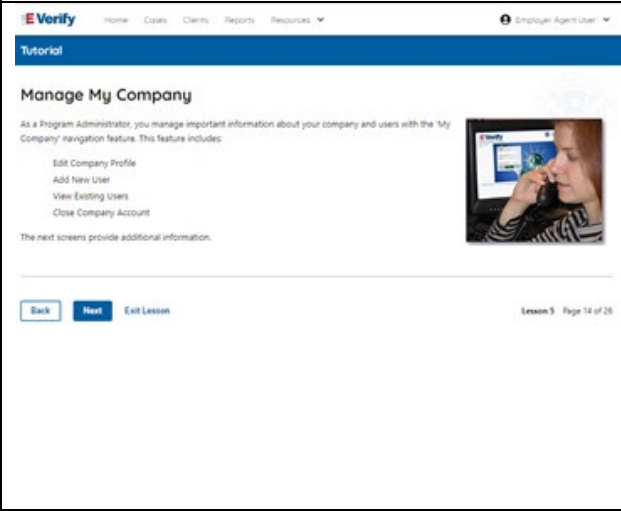 E Verify Home Cases Clients Reports Resources Employer Agent User
Tutorial
Manage My Company
As a Program Administrator, you manage important information about your company and users with the 'My
Company' navigation feature. This feature includes:
Edit Company Profile
Add New User
View Existing Users
Close Company Account
The next screens provide additional information.
Back Next Exit Lesson Lesson 5 Page 14 of 26